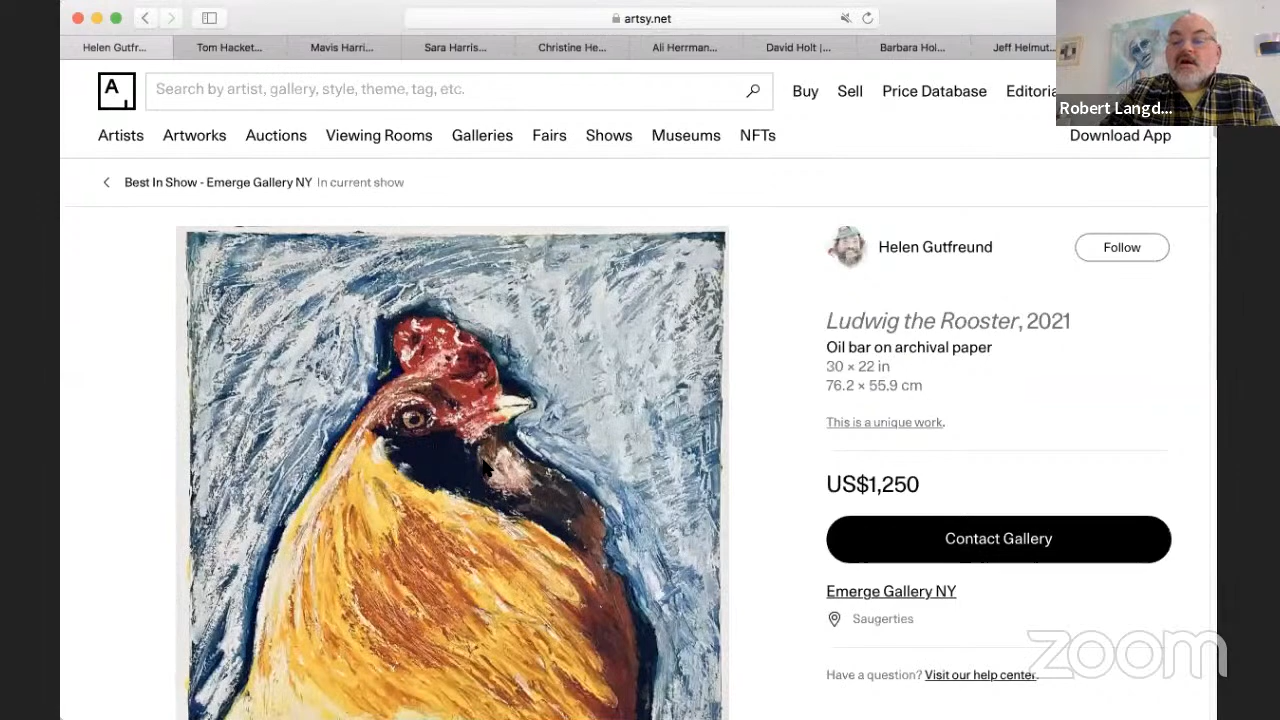 artsy.net
Helen Gutfr... Tom Hacket... Mavis Harri... Sara Harris... Christine He... Ali Herrman... David Holt |... Barbara Hol... Jeff Helmut...
A
Search by artist, gallery, style, theme, tag, etc.
Buy Sell Price Database Editoria
Robert Langd...
Artists Artworks Auctions Viewing Rooms Galleries Fairs Shows Museums NFTs Download App
Best In Show - Emerge Gallery NY In current show
Helen Gutfreund Follow
Ludwig the Rooster, 2021
Oil bar on archival paper
30 × 22 in
76.2 × 55.9 cm
This is a unique work.
US$1,250
Contact Gallery
Emerge Gallery NY
Saugerties
zoom
Have a question? Visit our help center.